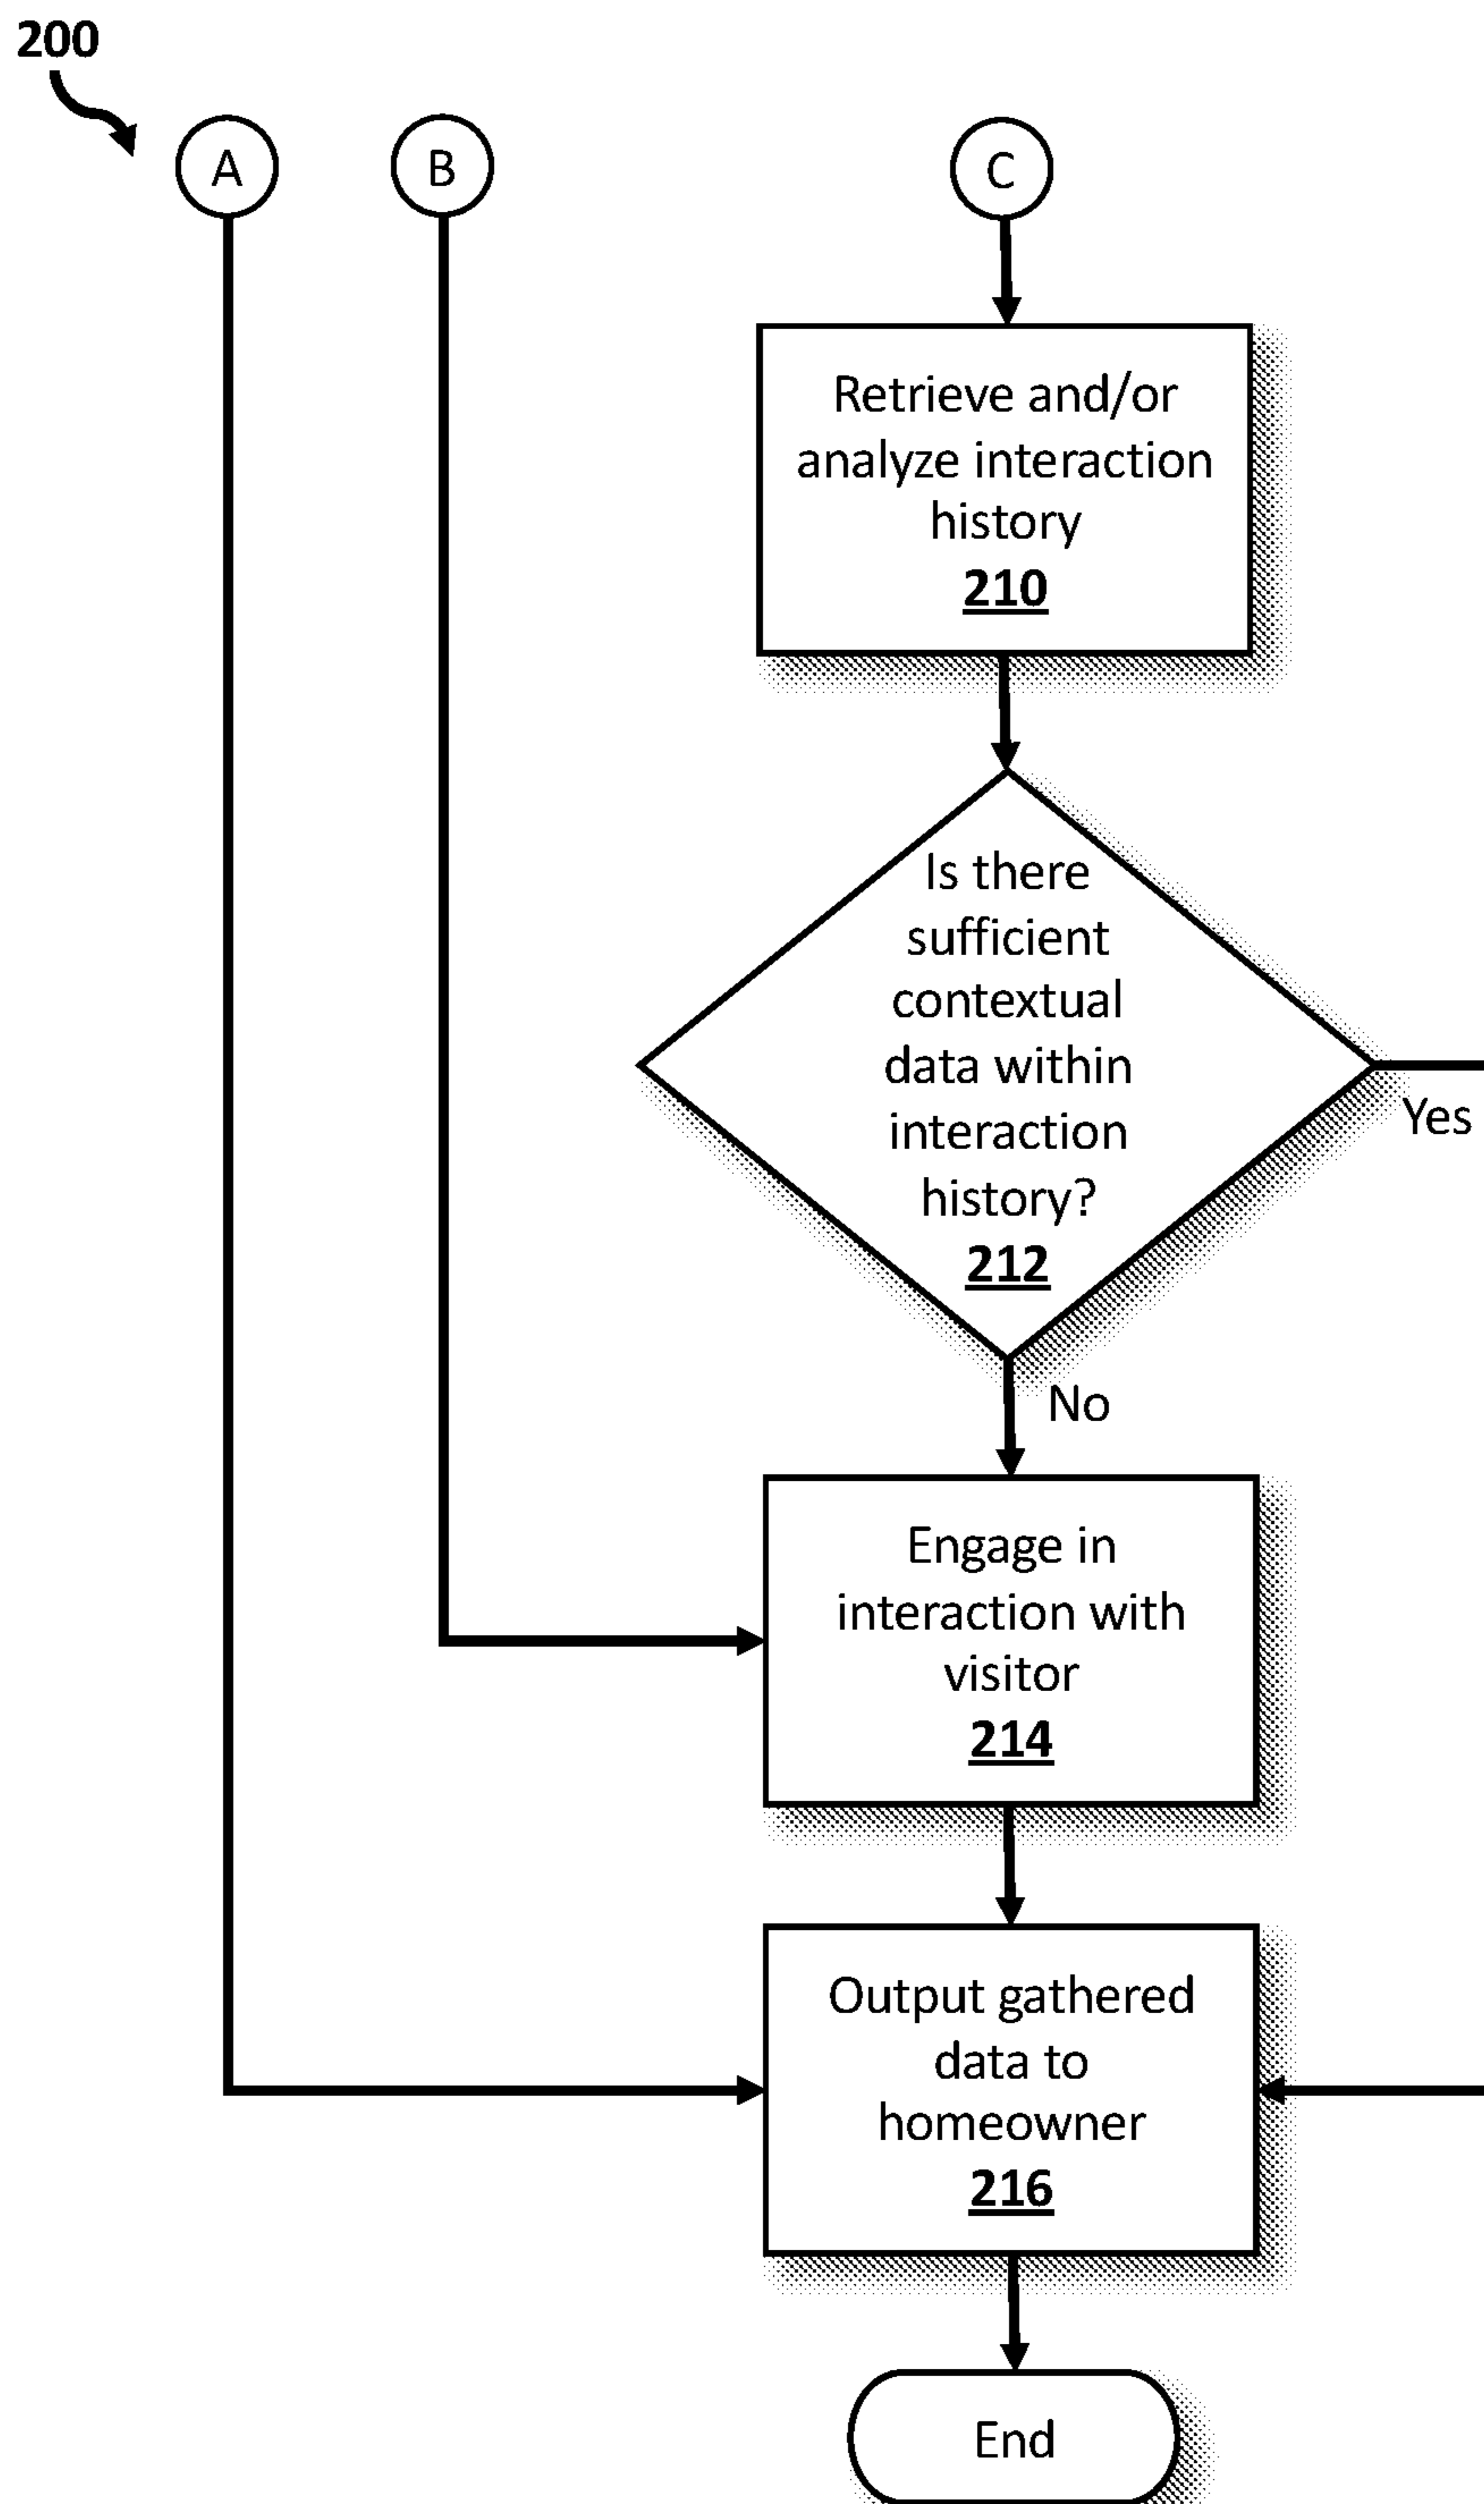 200
A
B
C
Retrieve and/or
analyze interaction
history
210
Is there
sufficient
contextual
data within
interaction
history?
212
Yes
No
Engage in
interaction with
visitor
214
Output gathered
data to
homeowner
216
End